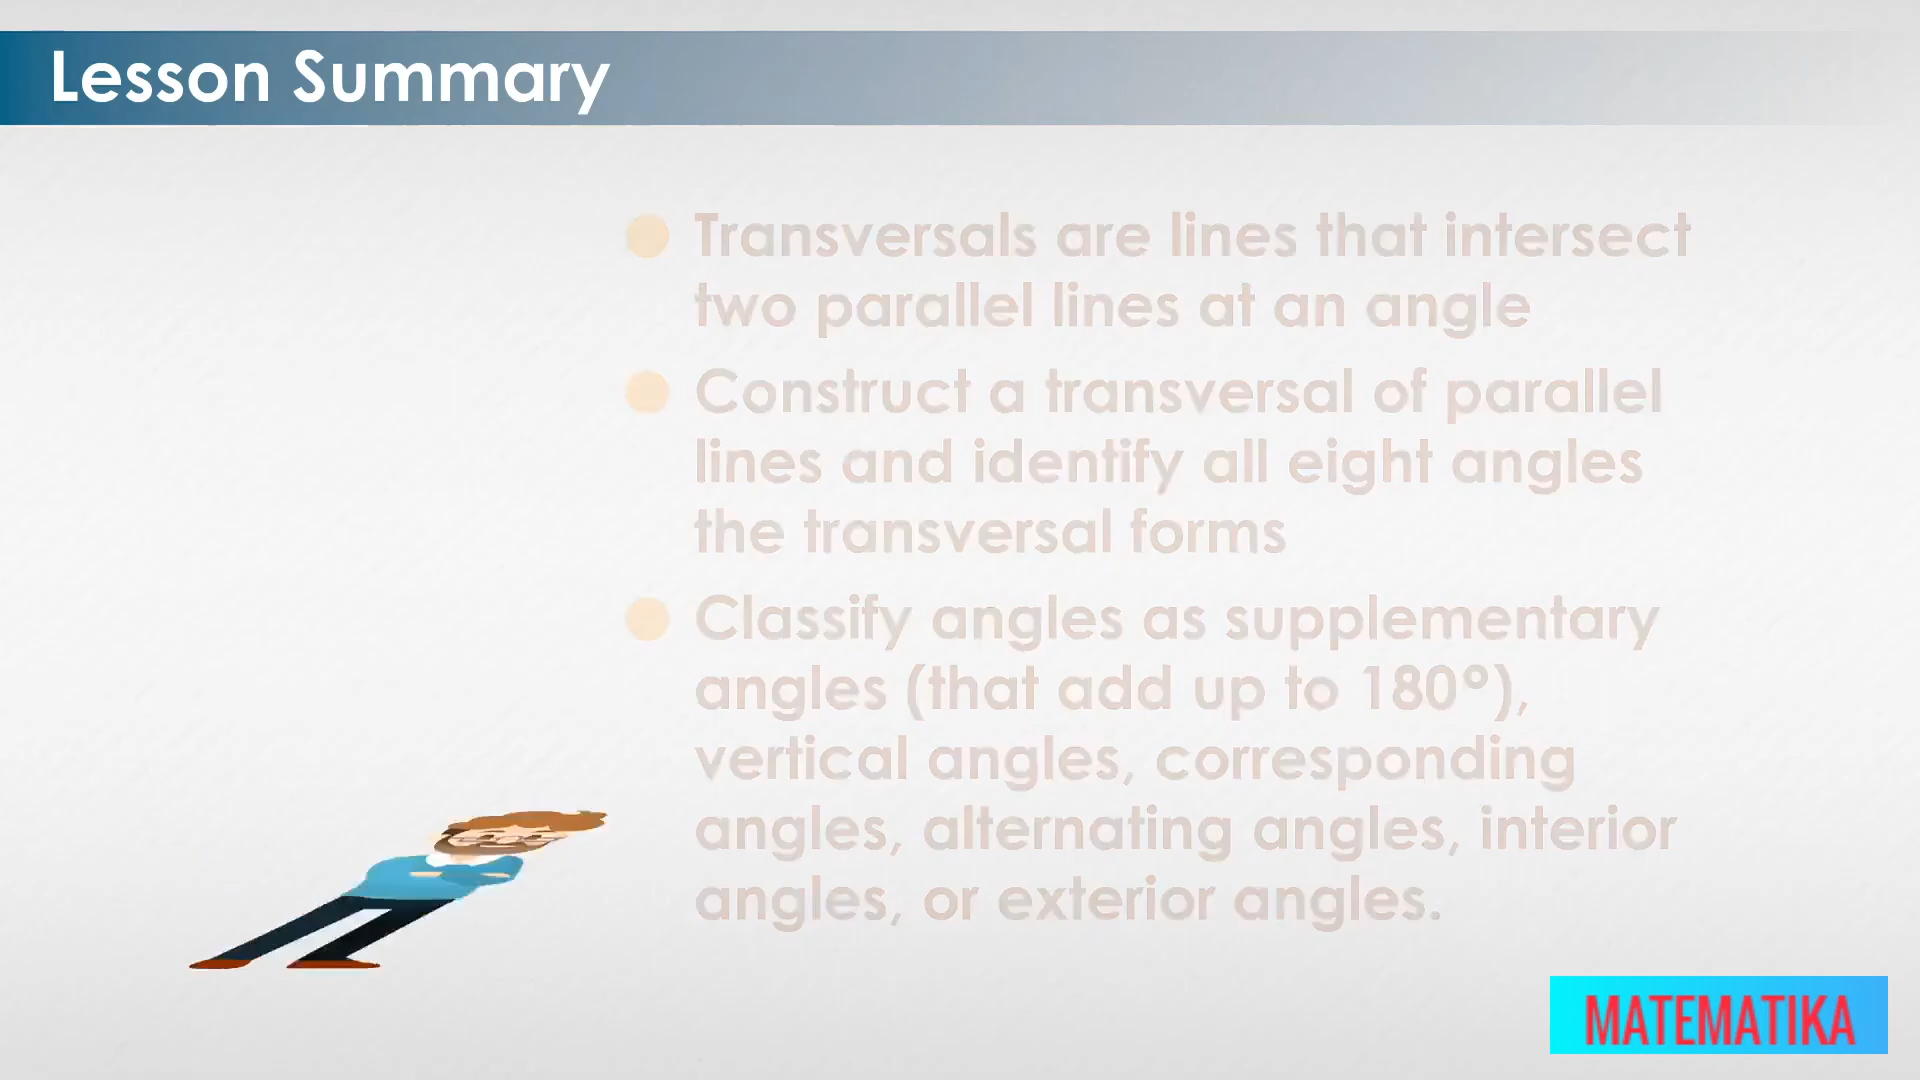 Lesson Summary
Transversals are lines that intersect
two parallel lines at an angle
Construct a transversal of parallel
lines and identify all eight angles
the transversal forms
Classify angles as supplementary
angles (that add up to 180°),
vertical angles, corresponding
angles, alternating angles, interior
angles, or exterior angles.
MATEMATIKA